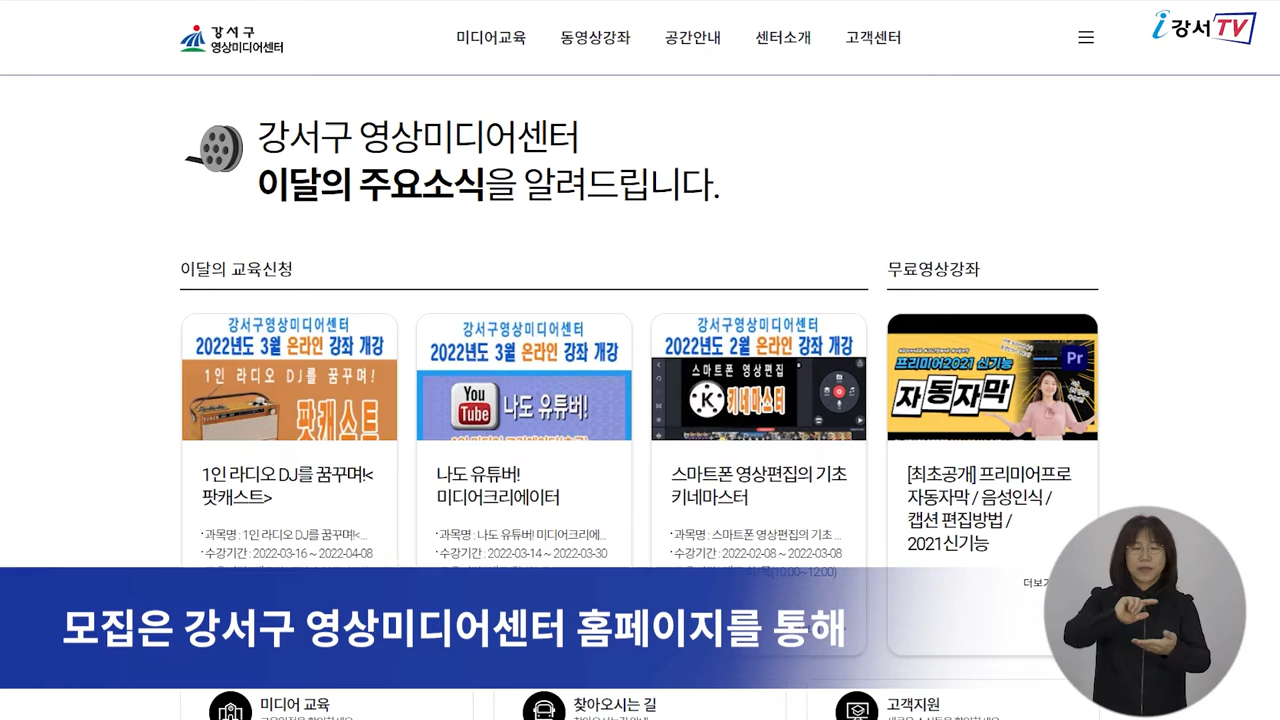 강서구
영상미디어센터
미디어교육
동영상강좌
공간안내
센터소개
고객센터
i강서TV
강서구 영상미디어센터
이달의 주요소식을 알려드립니다.
이달의 교육신청
무료영상강좌
강서구영상미디어센터
2022년도 3월 온라인 강좌 개강
1인 라디오 DJ를 꿈꾸며!
팟캐스트
1인 라디오 DJ를 꿈꾸며!<
팟캐스트>
· 과목명 : 1인 라디오 DJ를 꿈꾸며!<...
· 수강기간 : 2022-03-16 ~ 2022-04-08
강서구영상미디어센터
2022년도 3월 온라인 강좌 개강
You
Tube
나도 유튜버!
나도 유튜버!
미디어크리에이터
· 과목명 : 나도 유튜버! 미디어크리에...
· 수강기간 : 2022-03-14 ~ 2022-03-30
강서구영상미디어센터
2022년도 2월 온라인 강좌 개강
스마트폰 영상편집
K
키네마스터
스마트폰 영상편집의 기초
키네마스터
· 과목명 : 스마트폰 영상편집의 기초 ...
· 수강기간 : 2022-02-08 ~ 2022-03-08
프리미어2021 신기능
Pr
자동자막
[최초공개] 프리미어프로
자동자막 / 음성인식 /
캡션 편집방법 /
2021신기능
더보기
모집은 강서구 영상미디어센터 홈페이지를 통해
미디어 교육
찾아오시는 길
고객지원